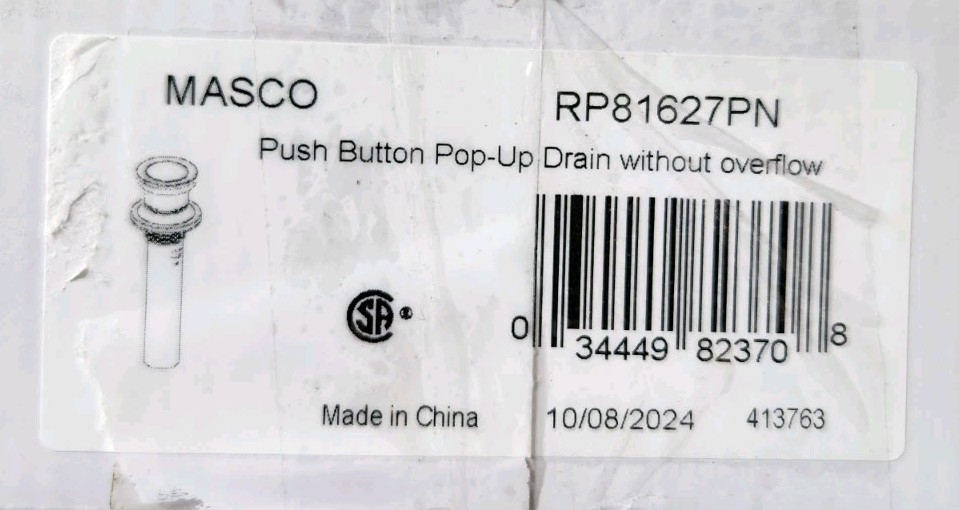 MASCO
RP81627PN
Push Button Pop-Up Drain without overflow
SA
0 34449 82370 8
Made in China
10/08/2024
413763